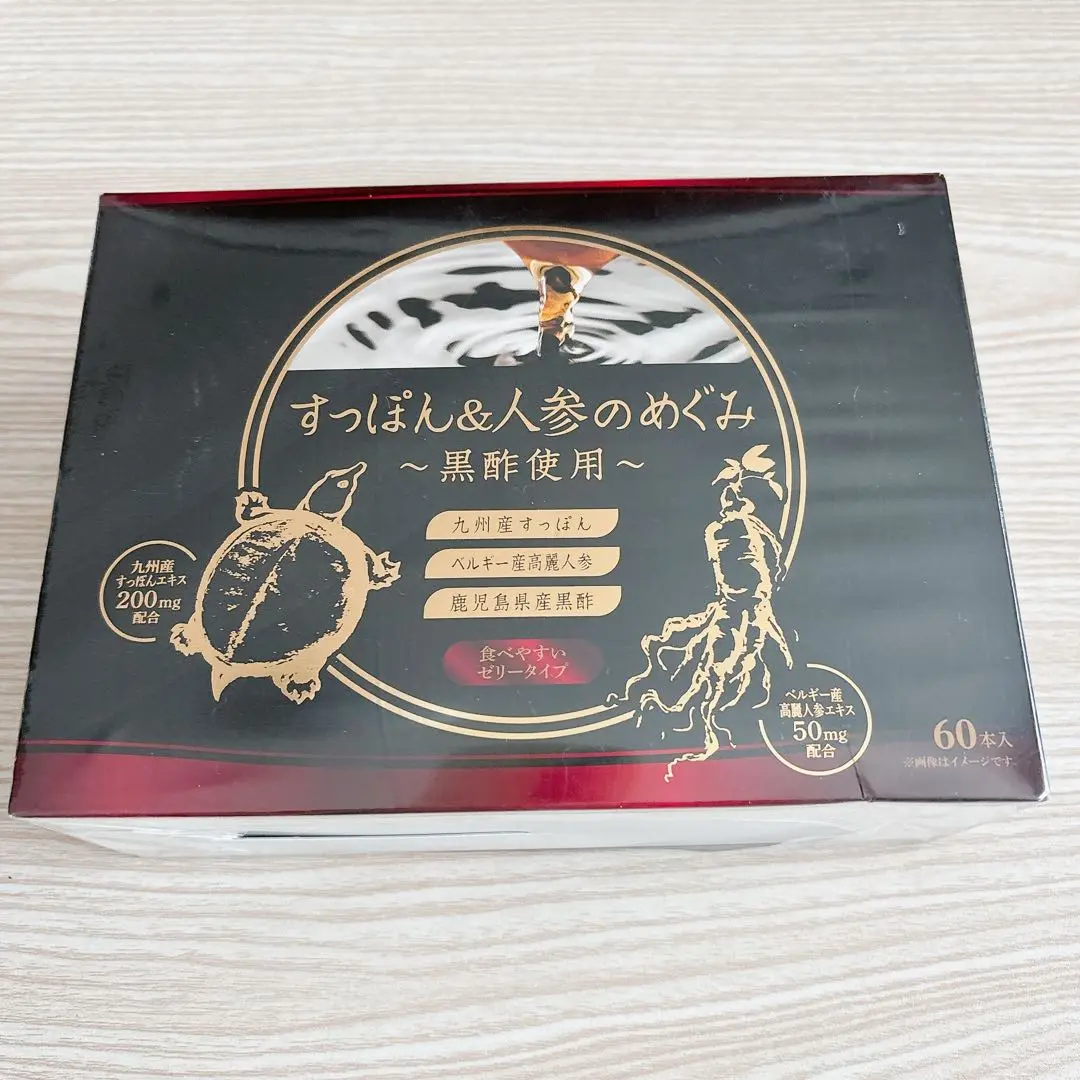 すっぽん&人参のめぐみ
～黒酢使用～
九州産すっぽん
ベルギー産高麗人参
鹿児島県産黒酢
食べやすい
ゼリータイプ
九州産
すっぽんエキス
200mg
配合
ベルギー産
高麗人参エキス
50mg
配合
60本入
※画像はイメージです